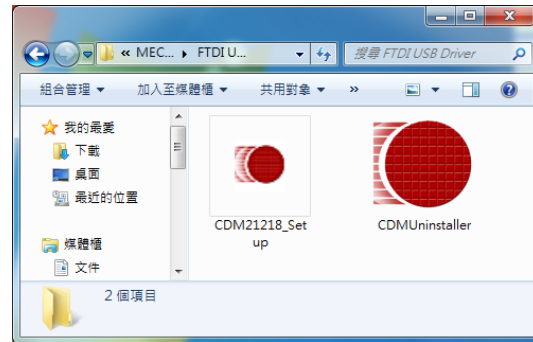 « MEC... ▸ FTDI U...
搜尋 FTDI USB Driver
組合管理 ▾ 加入至媒體櫃 ▾ 共用對象 ▾ »
我的最愛
下載
桌面
最近的位置
媒體櫃
文件
CDM21218_Set
up
CDMUninstaller
2 個項目